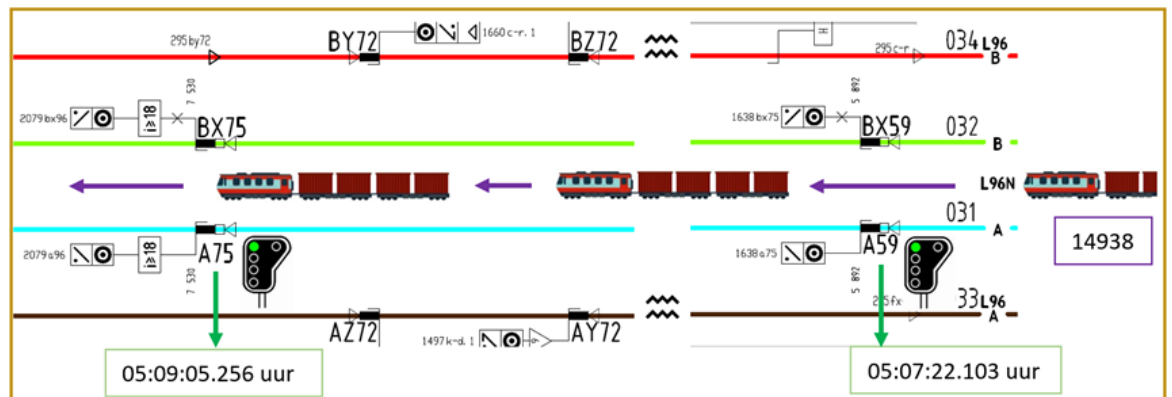 295 by72
BY72
1660 c-r. 1
BZ72
H
295 c-r
034 L96
B
7 530
5 892
2079 bx96
BX75
1638 bx75
BX59
032
B
L96N
031
A
14938
2079 a96
A75
1638 a75
A59
7 530
5 892
33 L96
A
AZ72
1497 k-d. 1
AY72
05:09:05.256 uur
05:07:22.103 uur